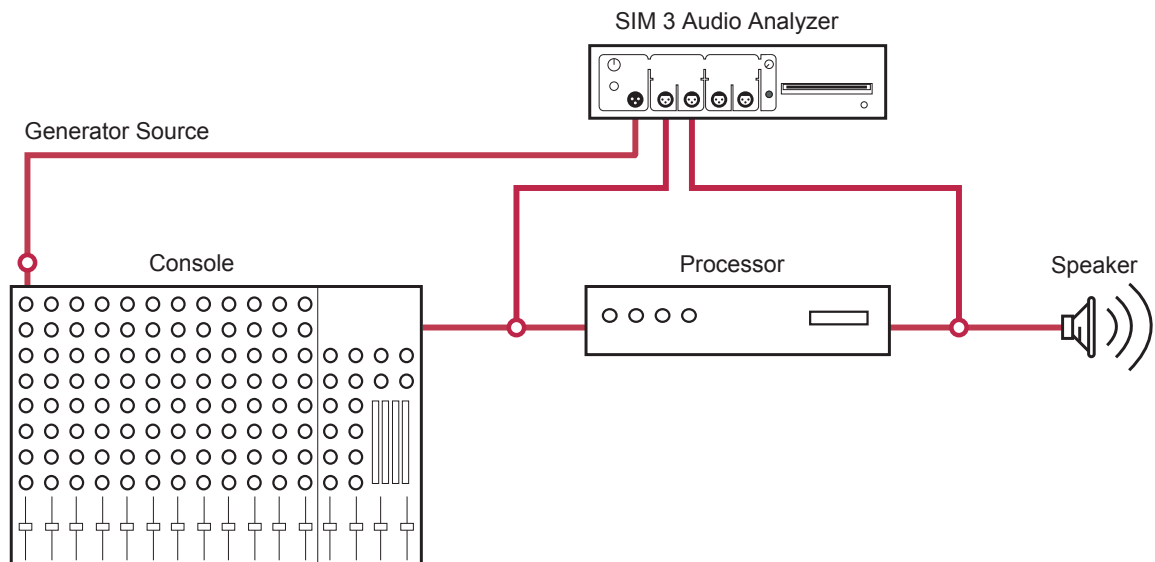 SIM 3 Audio Analyzer
Generator Source
Console
Processor
Speaker